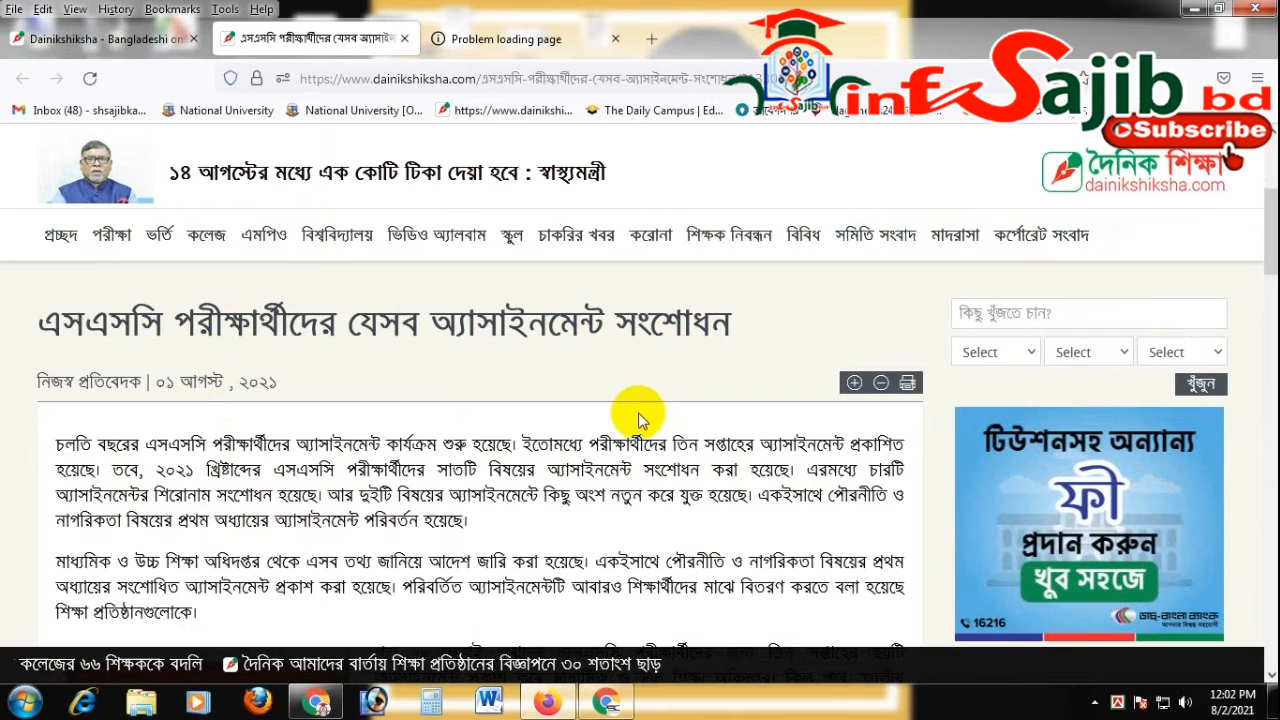 File Edit View History Bookmarks Tools Help
Dainikshiksha - Bangladeshi on
এসএসসি পরীক্ষার্থীদের যেসব অ্যাসাইন
Problem loading page
https://www.dainikshiksha.com/এসএসসি-পরীক্ষার্থীদের-যেসব-অ্যাসাইনমেন্ট-সংশোধ
Inbox (48) - shsajibka...
National University
National University [O...
https://www.dainikshi...
The Daily Campus | Ed...
Sajib
info Sajib bd
Subscribe
১৪ আগস্টের মধ্যে এক কোটি টিকা দেয়া হবে : স্বাস্থ্যমন্ত্রী
দৈনিক শিক্ষা
dainikshiksha.com
প্রচ্ছদ পরীক্ষা ভর্তি কলেজ এমপিও বিশ্ববিদ্যালয় ভিডিও অ্যালবাম স্কুল চাকরির খবর করোনা শিক্ষক নিবন্ধন বিবিধ সমিতি সংবাদ মাদরাসা কর্পোরেট সংবাদ
এসএসসি পরীক্ষার্থীদের যেসব অ্যাসাইনমেন্ট সংশোধন
নিজস্ব প্রতিবেদক | ০১ আগস্ট , ২০২১
চলতি বছরের এসএসসি পরীক্ষার্থীদের অ্যাসাইনমেন্ট কার্যক্রম শুরু হয়েছে। ইতোমধ্যে পরীক্ষার্থীদের তিন সপ্তাহের অ্যাসাইনমেন্ট প্রকাশিত
হয়েছে। তবে, ২০২১ খ্রিষ্টাব্দের এসএসসি পরীক্ষার্থীদের সাতটি বিষয়ের অ্যাসাইনমেন্ট সংশোধন করা হয়েছে। এরমধ্যে চারটি
অ্যাসাইনমেন্টর শিরোনাম সংশোধন হয়েছে। আর দুইটি বিষয়ের অ্যাসাইনমেন্টে কিছু অংশ নতুন করে যুক্ত হয়েছে। একইসাথে পৌরনীতি ও
নাগরিকতা বিষয়ের প্রথম অধ্যায়ের অ্যাসাইনমেন্ট পরিবর্তন হয়েছে।
মাধ্যমিক ও উচ্চ শিক্ষা অধিদপ্তর থেকে এসব তথ্য জানিয়ে আদেশ জারি করা হয়েছে। একইসাথে পৌরনীতি ও নাগরিকতা বিষয়ের প্রথম
অধ্যায়ের সংশোধিত অ্যাসাইনমেন্ট প্রকাশ করা হয়েছে। পরিবর্তিত অ্যাসাইনমেন্টটি আবারও শিক্ষার্থীদের মাঝে বিতরণ করতে বলা হয়েছে
শিক্ষা প্রতিষ্ঠানগুলোকে।
কিছু খুঁজতে চান?
Select Select Select
খুঁজুন
টিউশনসহ অন্যান্য
ফী
প্রদান করুন
খুব সহজে
16216
ডাচ্-বাংলা ব্যাংক
কলেজের ৬৬ শিক্ষককে বদলি দৈনিক আমাদের বার্তায় শিক্ষা প্রতিষ্ঠানের বিজ্ঞাপনে ৩০ শতাংশ ছাড়
12:02 PM
8/2/2021